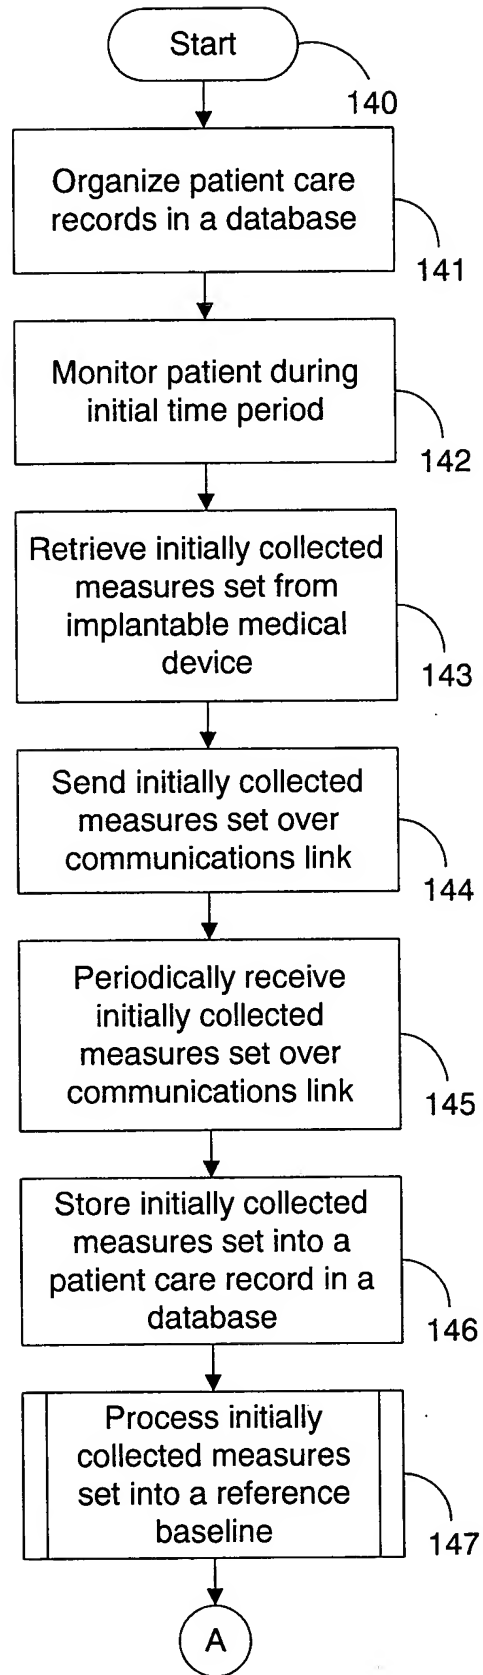 Start
140
Organize patient care
records in a database
141
Monitor patient during
initial time period
142
Retrieve initially collected
measures set from
implantable medical
device
143
Send initially collected
measures set over
communications link
144
Periodically receive
initially collected
measures set over
communications link
145
Store initially collected
measures set into a
patient care record in a
database
146
Process initially
collected measures
set into a reference
baseline
147
A